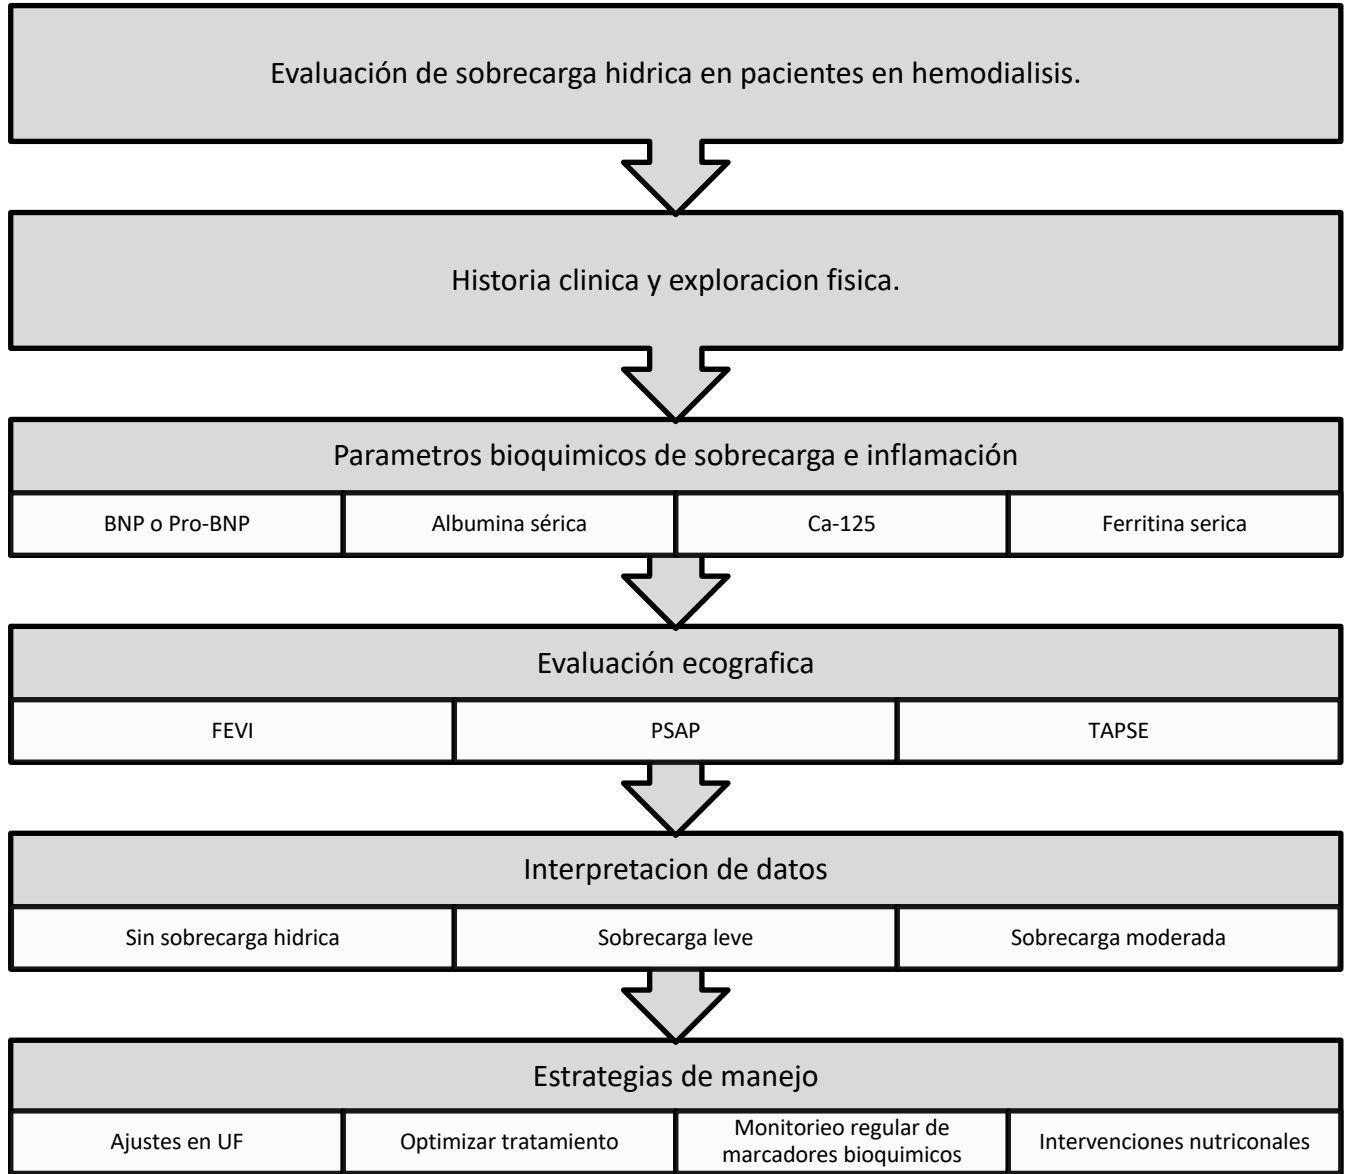 Evaluación de sobrecarga hidrica en pacientes en hemodialisis.
Historia clinica y exploracion fisica.
Parametros bioquimicos de sobrecarga e inflamación
BNP o Pro-BNP
Albumina sérica
Ca-125
Ferritina serica
Evaluación ecografica
FEVI
PSAP
TAPSE
Interpretacion de datos
Sin sobrecarga hidrica
Sobrecarga leve
Sobrecarga moderada
Estrategias de manejo
Ajustes en UF
Optimizar tratamiento
Monitorieo regular de
marcadores bioquimicos
Intervenciones nutriconales